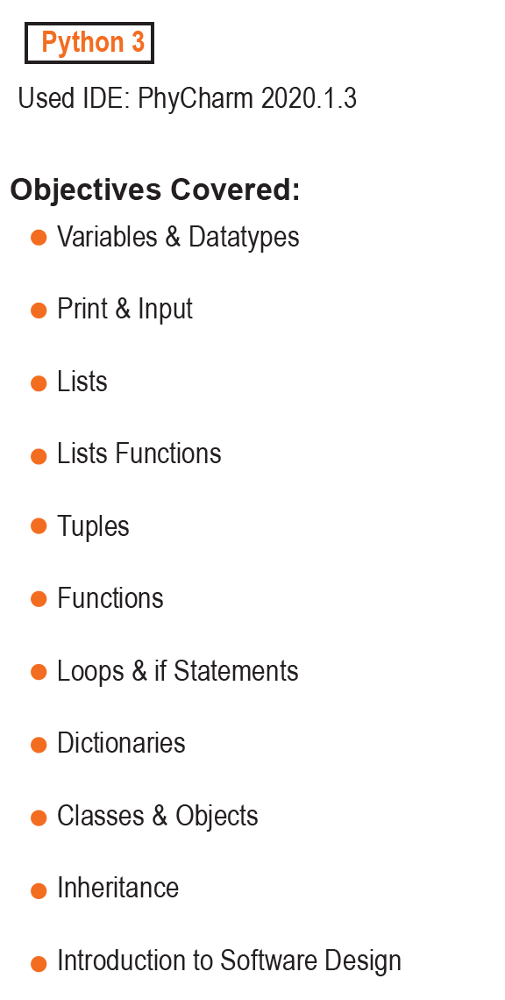 Python 3
Used IDE: PhyCharm 2020.1.3
Objectives Covered:
Variables & Datatypes
Print & Input
Lists
Lists Functions
Tuples
Functions
Loops & if Statements
Dictionaries
Classes & Objects
Inheritance
Introduction to Software Design